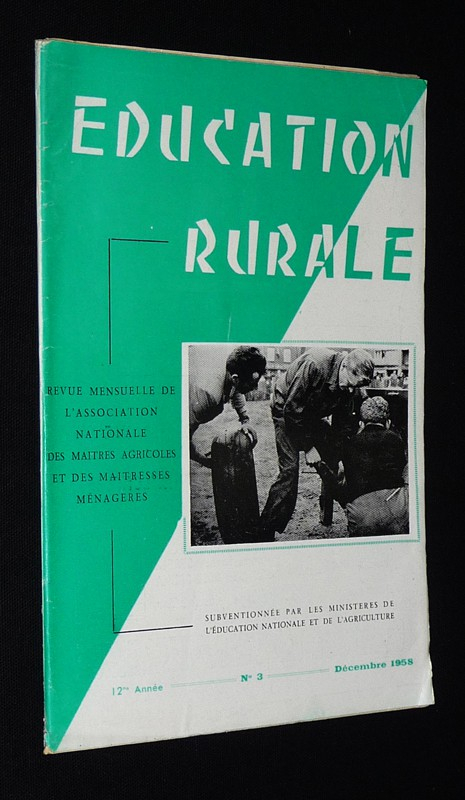 EDUCATION
RURALE
REVUE MENSUELLE DE
L'ASSOCIATION
NATIONALE
DES MAITRES AGRICOLES
ET DES MAITRESSES
MÉNAGERES
SUBVENTIONNÉE PAR LES MINISTERES DE
L'ÉDUCATION NATIONALE ET DE L'AGRICULTURE
12me Année N° 3 Décembre 1958